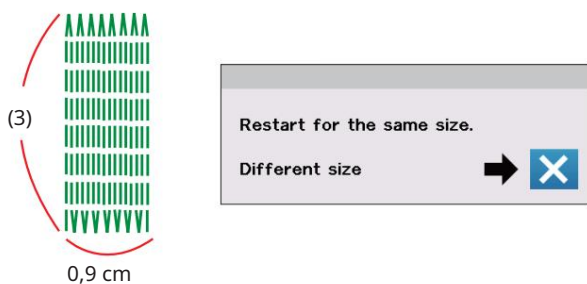 (3)
0,9 cm
Restart for the same size.
Different size